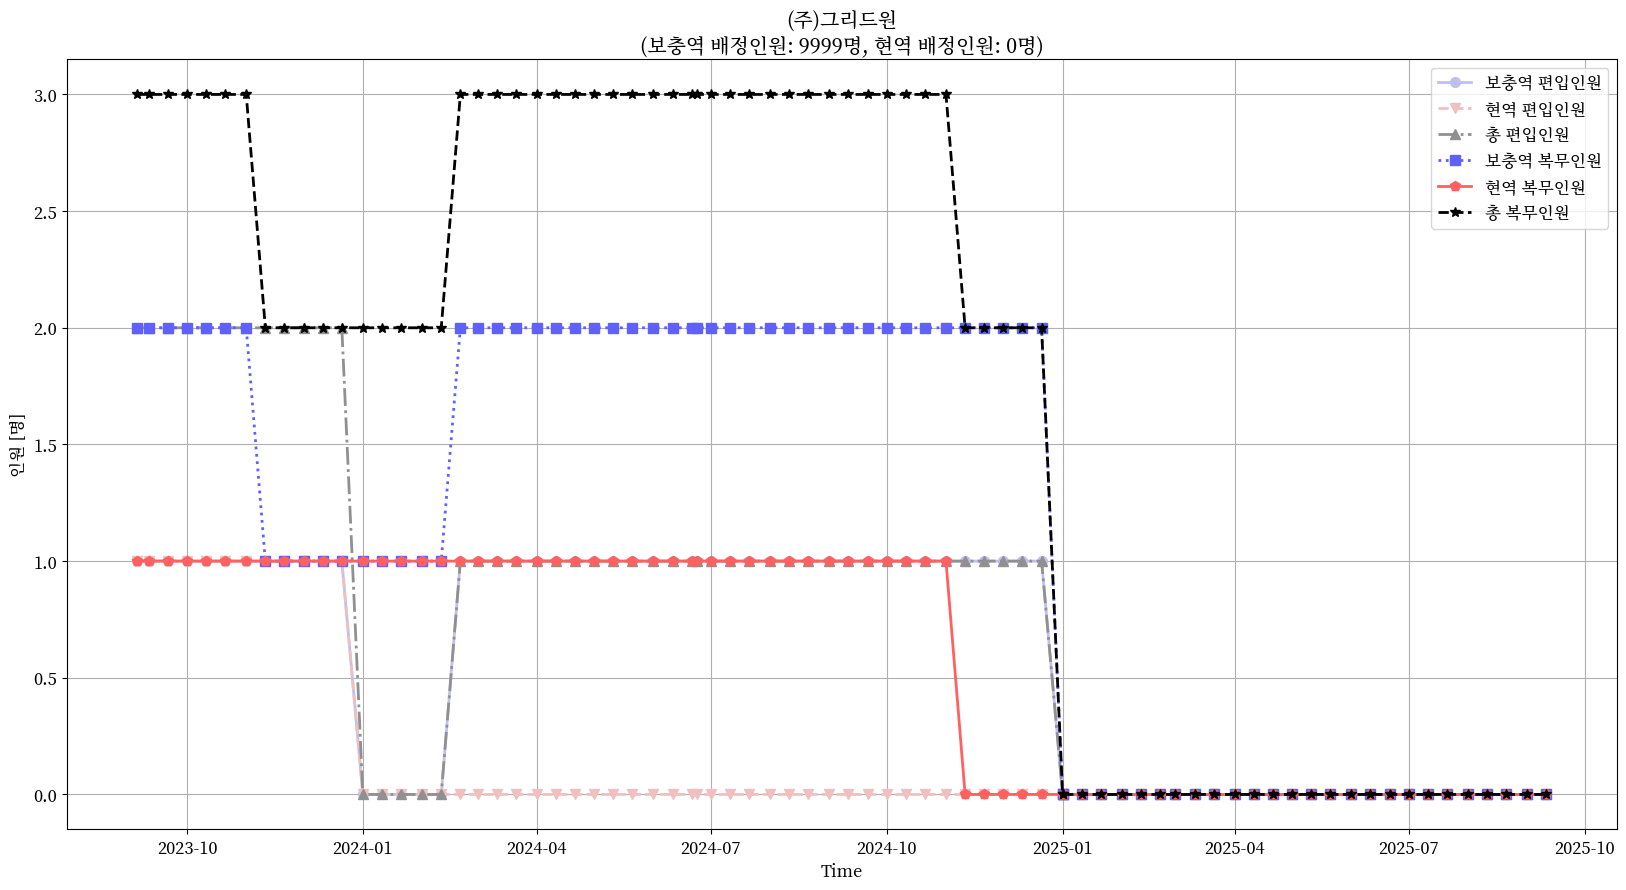 (주)그리드원
(보충역 배정인원: 9999명, 현역 배정인원: 0명)
보충역 편입인원
현역 편입인원
총 편입인원
보충역 복무인원
현역 복무인원
총 복무인원
인원 [명]
3.0
2.5
2.0
1.5
1.0
0.5
0.0
2023-10
2024-01
2024-04
2024-07
2024-10
2025-01
2025-04
2025-07
2025-10
Time